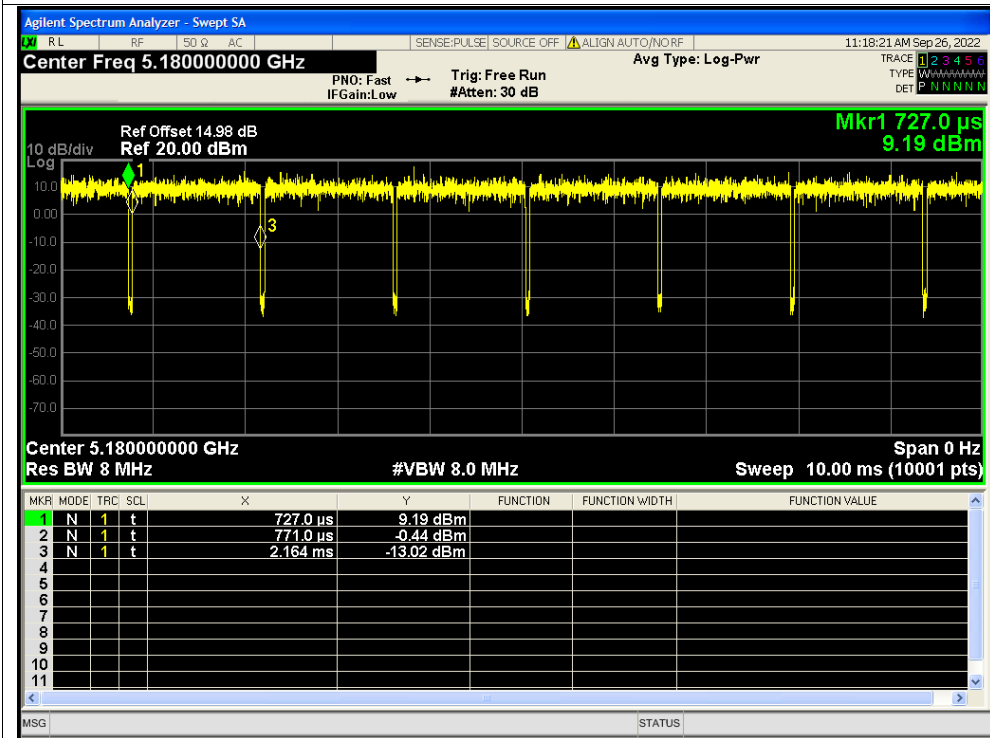 Agilent Spectrum Analyzer - Swept SA
LXI RL RF 50 Ω AC SENSE:PULSE SOURCE OFF ALIGN AUTO/NO RF 11:18:21 AM Sep 26, 2022
Center Freq 5.180000000 GHz Avg Type: Log-Pwr TRACE 1 2 3 4 5 6
PNO: Fast Trig: Free Run TYPE W
IFGain:Low #Atten: 30 dB DET P N N N N N
Mkr1 727.0 µs
Ref Offset 14.98 dB
10 dB/div Ref 20.00 dBm 9.19 dBm
Log
1
10.0
0.00
3
-10.0
-20.0
-30.0
-40.0
-50.0
-60.0
-70.0
Center 5.180000000 GHz Span 0 Hz
Res BW 8 MHz #VBW 8.0 MHz Sweep 10.00 ms (10001 pts)
MKR MODE TRC SCL X Y FUNCTION FUNCTION WIDTH FUNCTION VALUE
1 N 1 t 727.0 µs 9.19 dBm
2 N 1 t 771.0 µs -0.44 dBm
3 N 1 t 2.164 ms -13.02 dBm
4
5
6
7
8
9
10
11
MSG STATUS